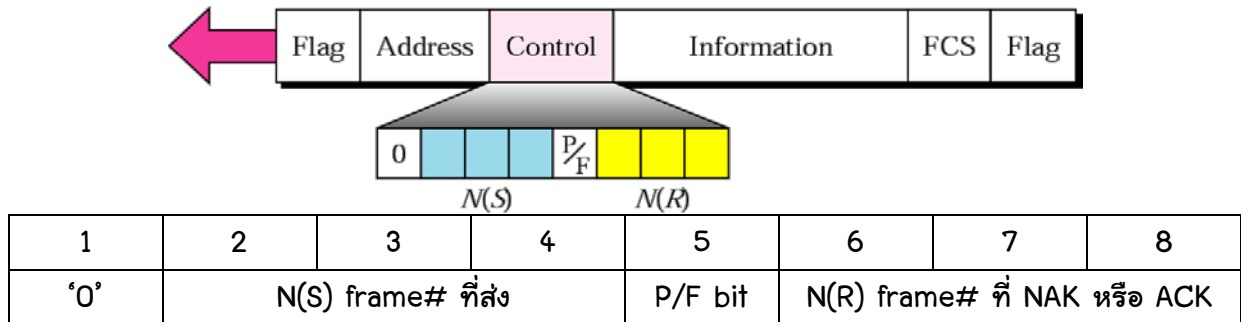 Flag Address Control Information FCS Flag
0 P/F
N(S) N(R)
1 2 3 4 5 6 7 8
'0' N(S) frame# ที่ส่ง P/F bit N(R) frame# ที่ NAK หรือ ACK